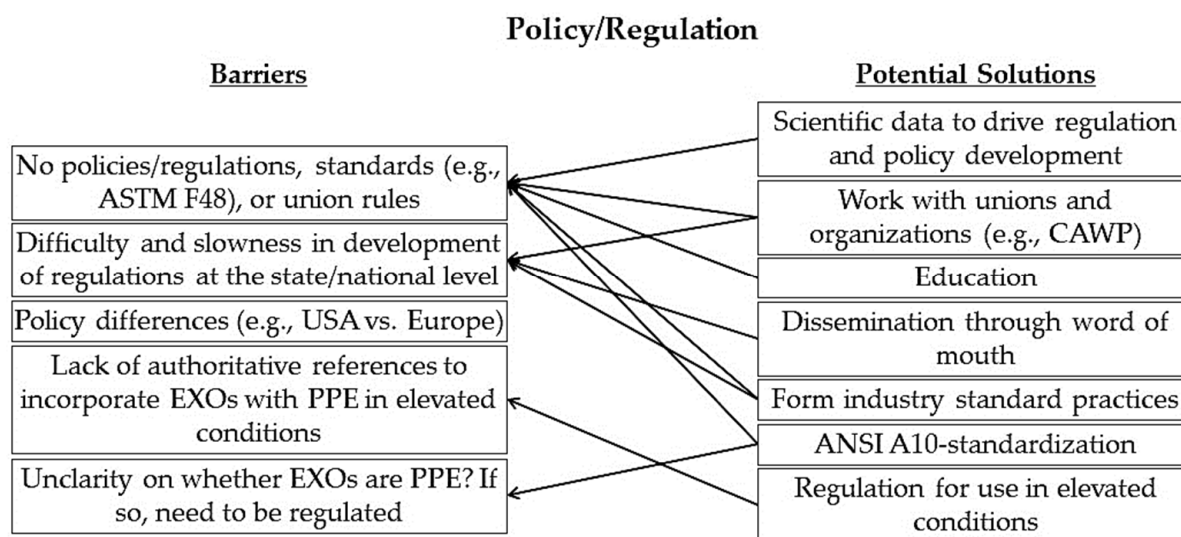 Policy/Regulation
Barriers
No policies/regulations, standards (e.g.,
ASTM F48), or union rules
Difficulty and slowness in development
of regulations at the state/national level
Policy differences (e.g., USA vs. Europe)
Lack of authoritative references to
incorporate EXOs with PPE in elevated
conditions
Unclarity on whether EXOs are PPE? If
so, need to be regulated
Potential Solutions
Scientific data to drive regulation
and policy development
Work with unions and
organizations (e.g., CAWP)
Education
Dissemination through word of
mouth
Form industry standard practices
ANSI A10-standardization
Regulation for use in elevated
conditions